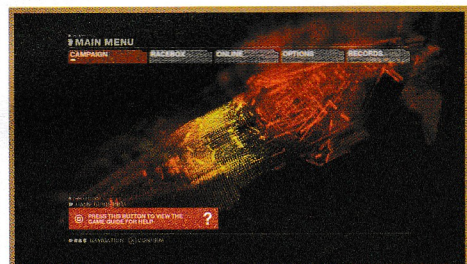 MAIN MENU
CAMPAIGN RACEBOX ONLINE OPTIONS RECORDS
PRESS THIS BUTTON TO VIEW THE
GAME GUIDE FOR HELP ?
NAVIGATION CONFIRM